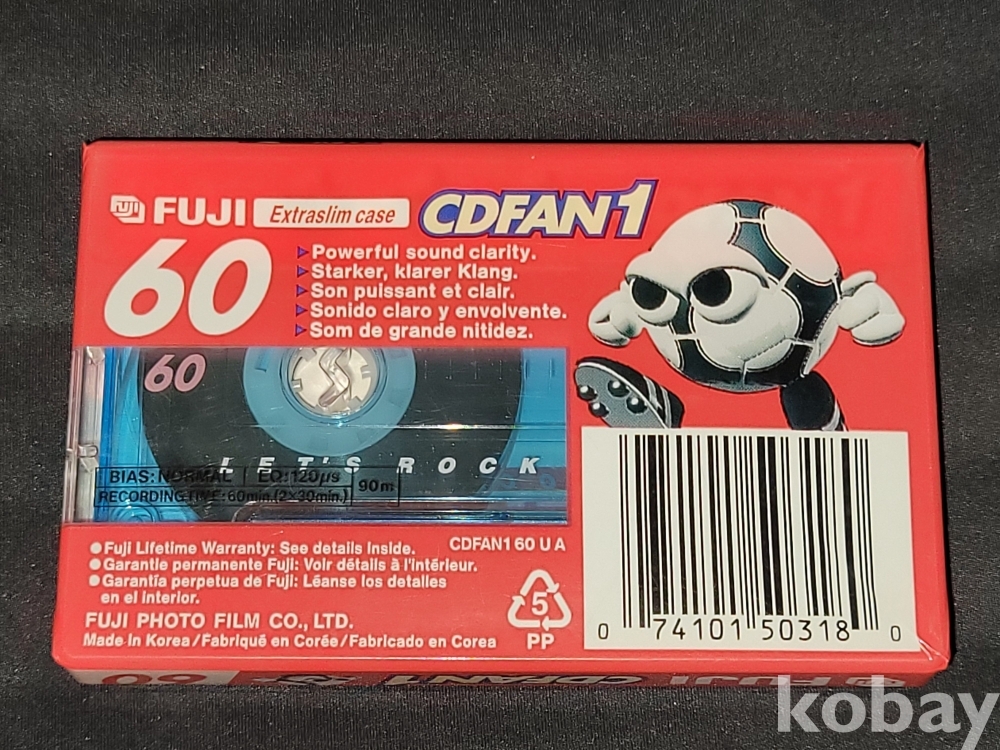 FUJI FUJI Extraslim case CDFAN1
60
Powerful sound clarity.
Starker, klarer Klang.
Son puissant et clair.
Sonido claro y envolvente.
Som de grande nitidez.
60
LET'S ROCK
BIAS: NORMAL EQ: 120µs 90m
RECORDING TIME: 60min.(2×30min.)
●Fuji Lifetime Warranty: See details inside.
CDFAN1 60 U A
●Garantie permanente Fuji: Voir détails à l'intérieur.
●Garantía perpetua de Fuji: Léanse los detalles
en el interior.
FUJI PHOTO FILM CO., LTD.
Made in Korea/Fabriqué en Corée/Fabricado en Corea
5
PP
0 74101 50318 0
60 CDFAN1 FUJI
kobay